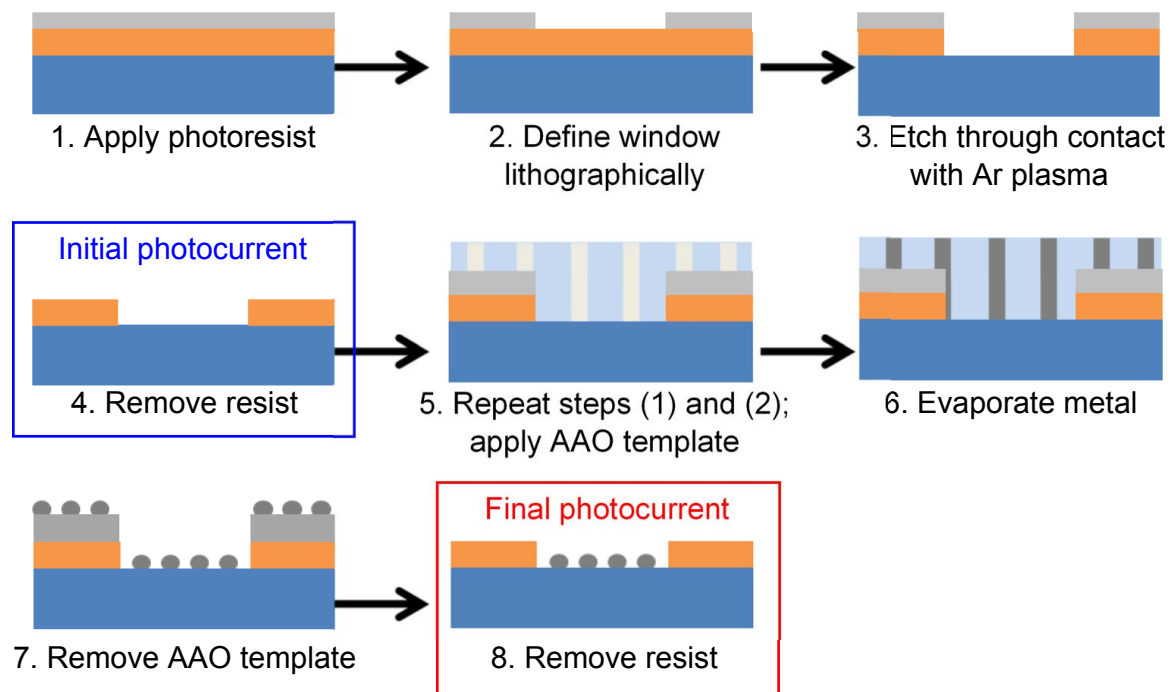 1. Apply photoresist
2. Define window
lithographically
3. Etch through contact
with Ar plasma
Initial photocurrent
4. Remove resist
5. Repeat steps (1) and (2);
apply AAO template
6. Evaporate metal
7. Remove AAO template
Final photocurrent
8. Remove resist